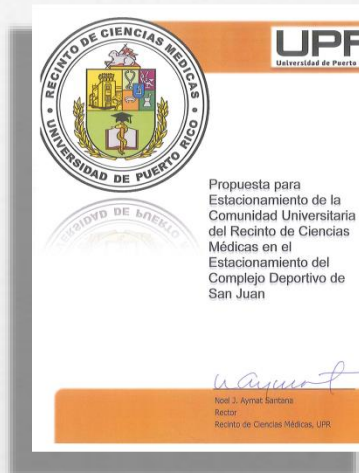 RECINTO DE CIENCIAS MEDICAS
UNIVERSIDAD DE PUERTO RICO
UPR
Universidad de Puerto
Propuesta para
Estacionamiento de la
Comunidad Universitaria
del Recinto de Ciencias
Médicas en el
Estacionamiento del
Complejo Deportivo de
San Juan
Noel J. Aymat Santana
Rector
Recinto de Ciencias Médicas, UPR